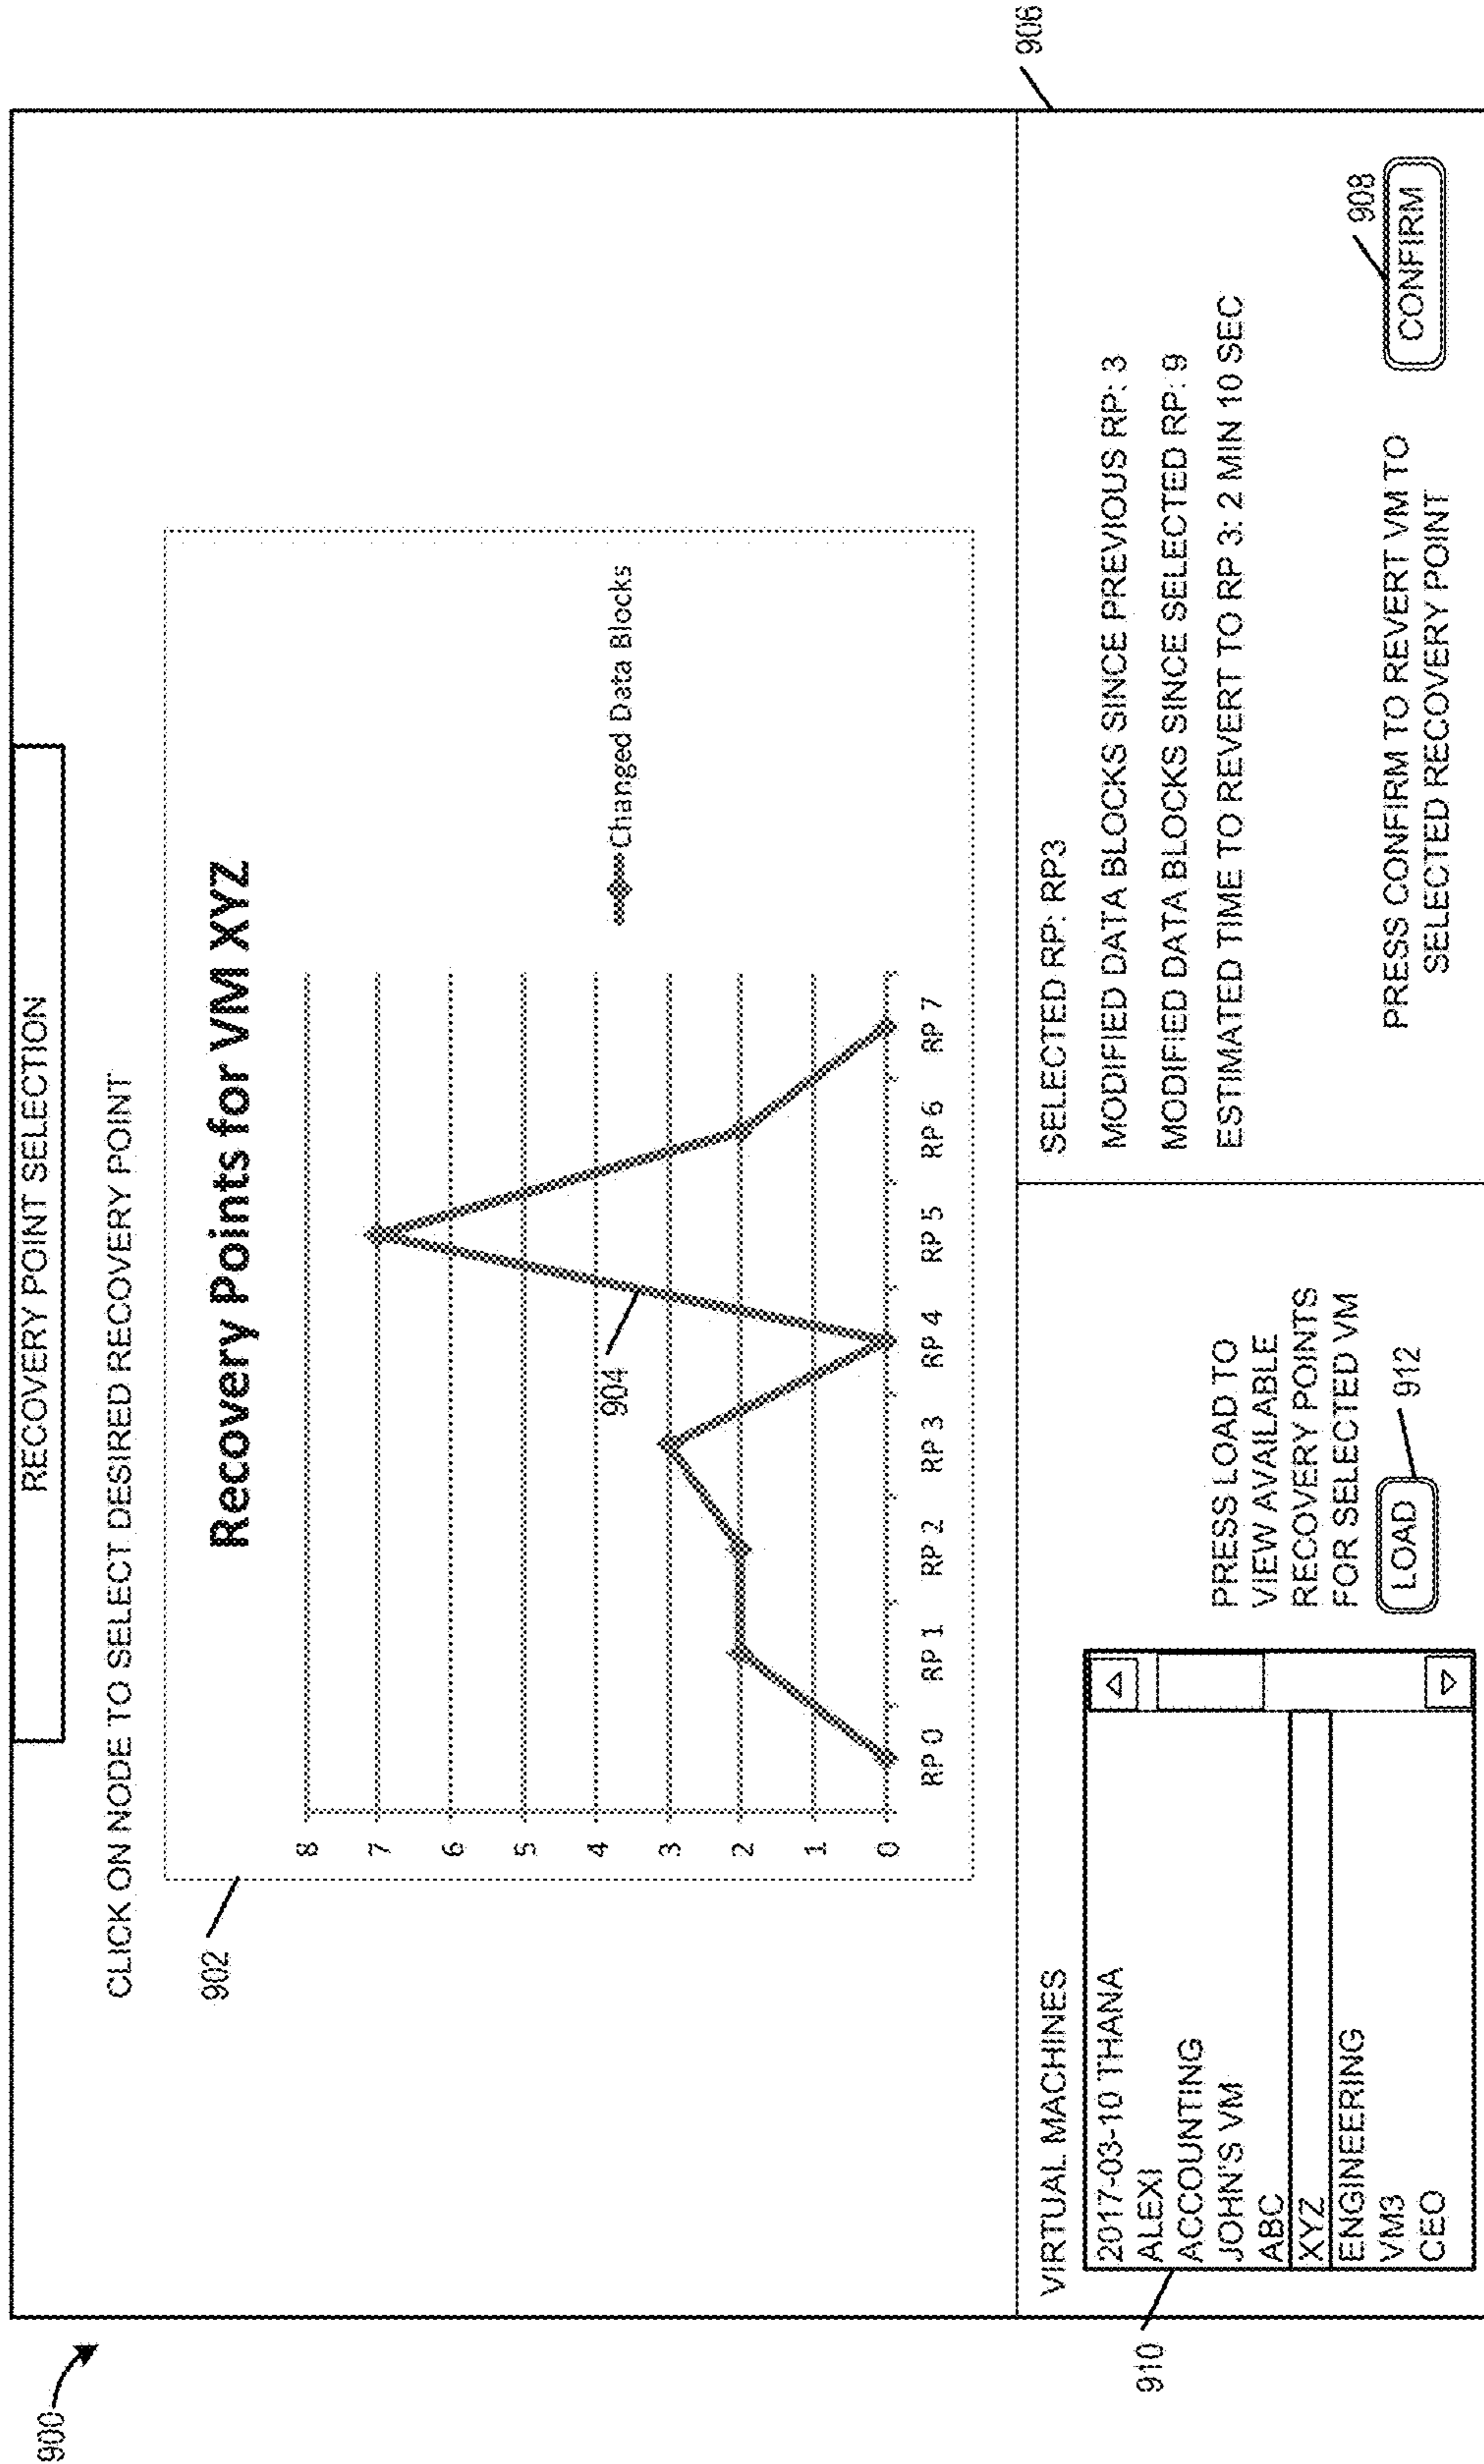 900
RECOVERY POINT SELECTION
CLICK ON NODE TO SELECT DESIRED RECOVERY POINT
902
Recovery Points for VM XYZ
8
7
6
5
4
3
2
1
0
904
Changed Data Blocks
RP 0 RP 1 RP 2 RP 3 RP 4 RP 5 RP 6 RP 7
906
VIRTUAL MACHINES
910
2017-03-10 THANA
ALEXI
ACCOUNTING
JOHN'S VM
ABC
XYZ
ENGINEERING
VM3
CEO
PRESS LOAD TO
VIEW AVAILABLE
RECOVERY POINTS
FOR SELECTED VM
LOAD
912
SELECTED RP: RP3
MODIFIED DATA BLOCKS SINCE PREVIOUS RP: 3
MODIFIED DATA BLOCKS SINCE SELECTED RP: 9
ESTIMATED TIME TO REVERT TO RP 3: 2 MIN 10 SEC
PRESS CONFIRM TO REVERT VM TO
SELECTED RECOVERY POINT
908
CONFIRM